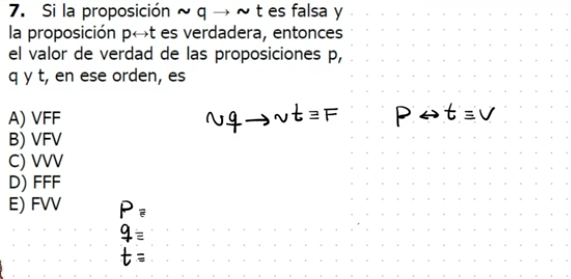 7. Si la proposición ~ q → ~ t es falsa y
la proposición p↔t es verdadera, entonces
el valor de verdad de las proposiciones p,
q y t, en ese orden, es
A) VFF
B) VFV
C) VVV
D) FFF
E) FVV
~q → ~t ≡ F
P ↔ t ≡ V
P =
q =
t =